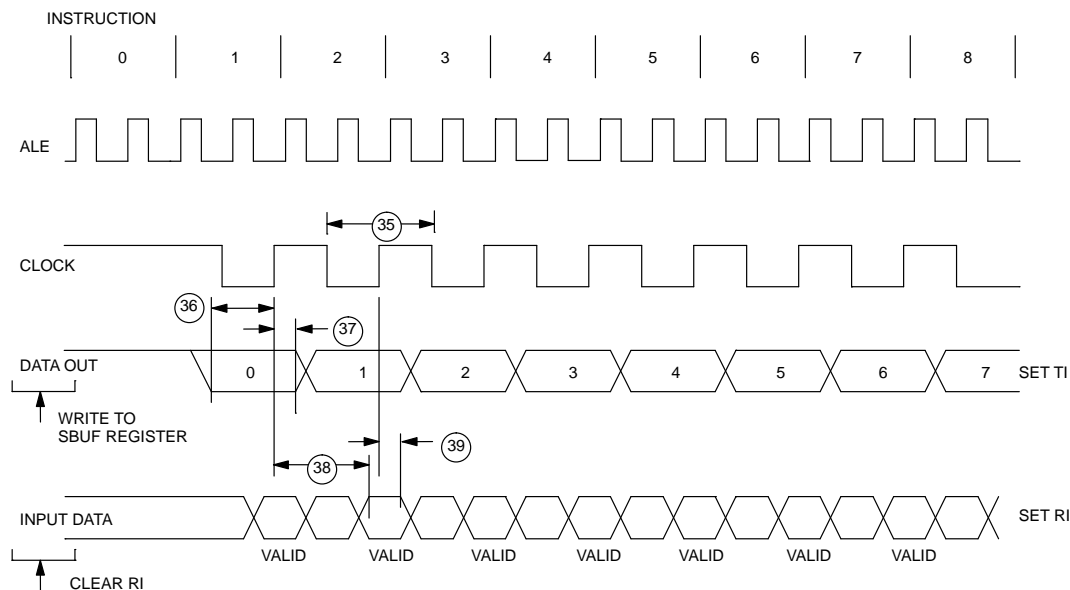 INSTRUCTION
0 1 2 3 4 5 6 7 8
ALE
35
CLOCK
36
37
DATA OUT
0 1 2 3 4 5 6 7
SET TI
WRITE TO
SBUF REGISTER
39
38
INPUT DATA
SET RI
VALID VALID VALID VALID VALID VALID VALID
CLEAR RI